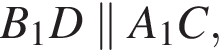 B₁D ∥ A₁C,